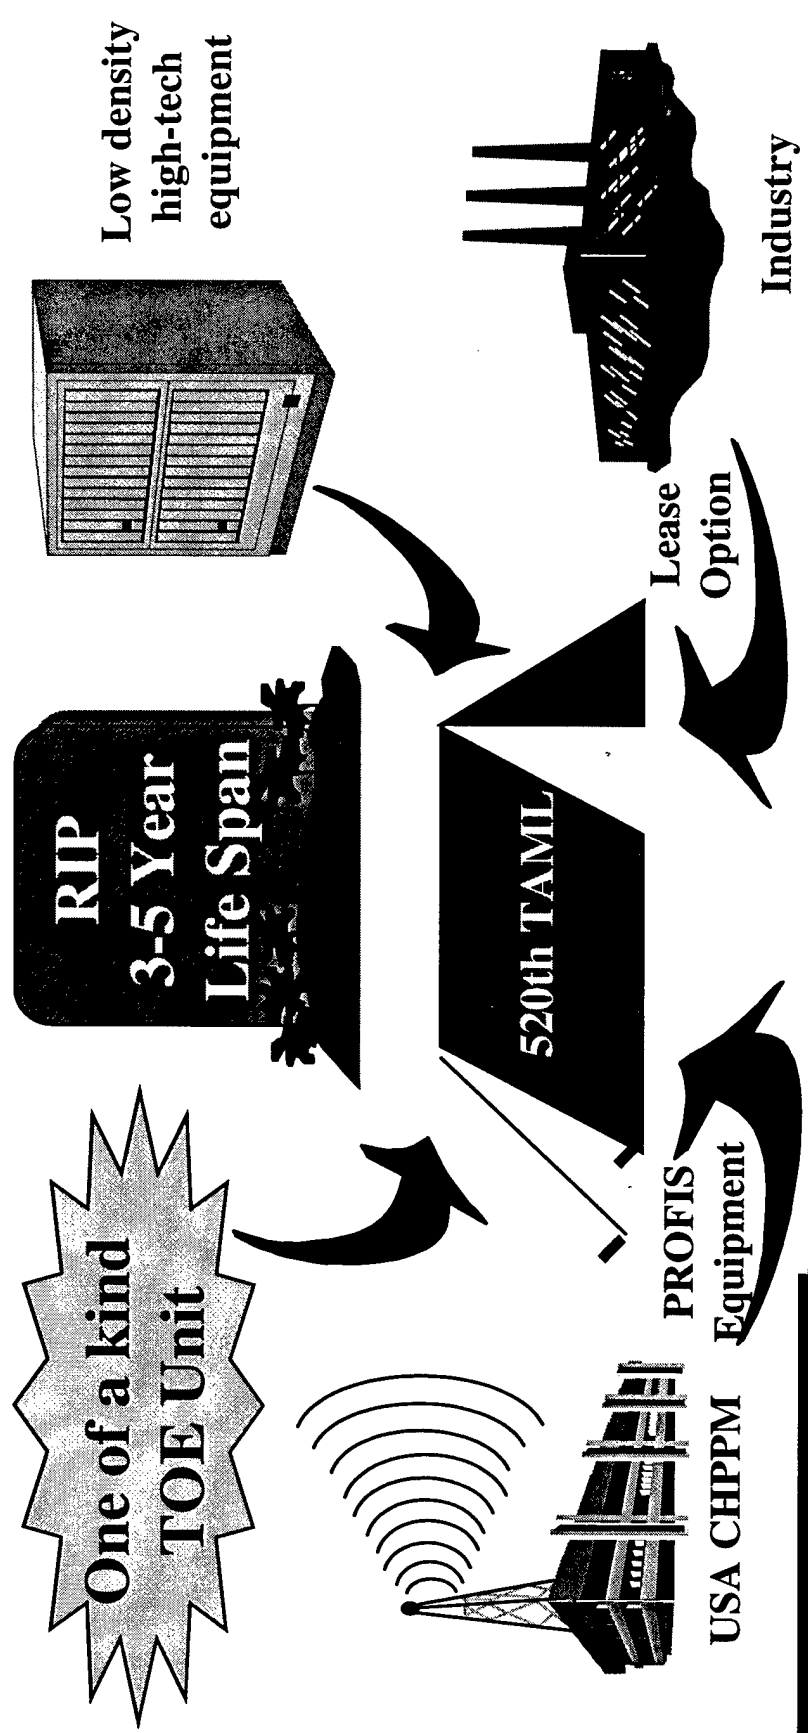 One of a kind
TOE Unit
RIP
3-5 Year
Life Span
Low density
high-tech
equipment
520th TAML
USA CHPPM
PROFIS
Equipment
Lease
Option
Industry